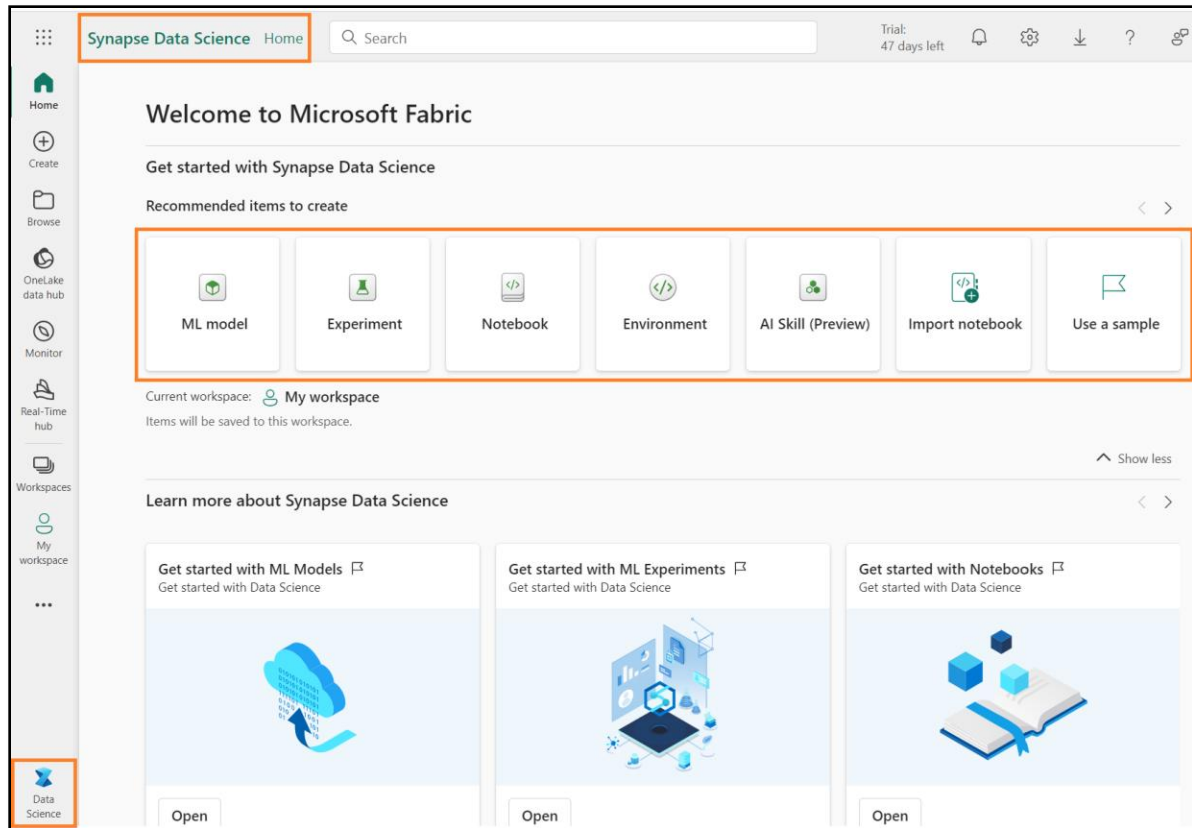 Synapse Data Science Home
Search
Trial:
47 days left
?
Home
Create
Browse
OneLake
data hub
Monitor
Real-Time
hub
Workspaces
My
workspace
Data
Science
Welcome to Microsoft Fabric
Get started with Synapse Data Science
Recommended items to create
ML model
Experiment
Notebook
Environment
AI Skill (Preview)
Import notebook
Use a sample
Current workspace: My workspace
Items will be saved to this workspace.
Show less
Learn more about Synapse Data Science
Get started with ML Models
Get started with Data Science
Open
Get started with ML Experiments
Get started with Data Science
Open
Get started with Notebooks
Get started with Data Science
Open